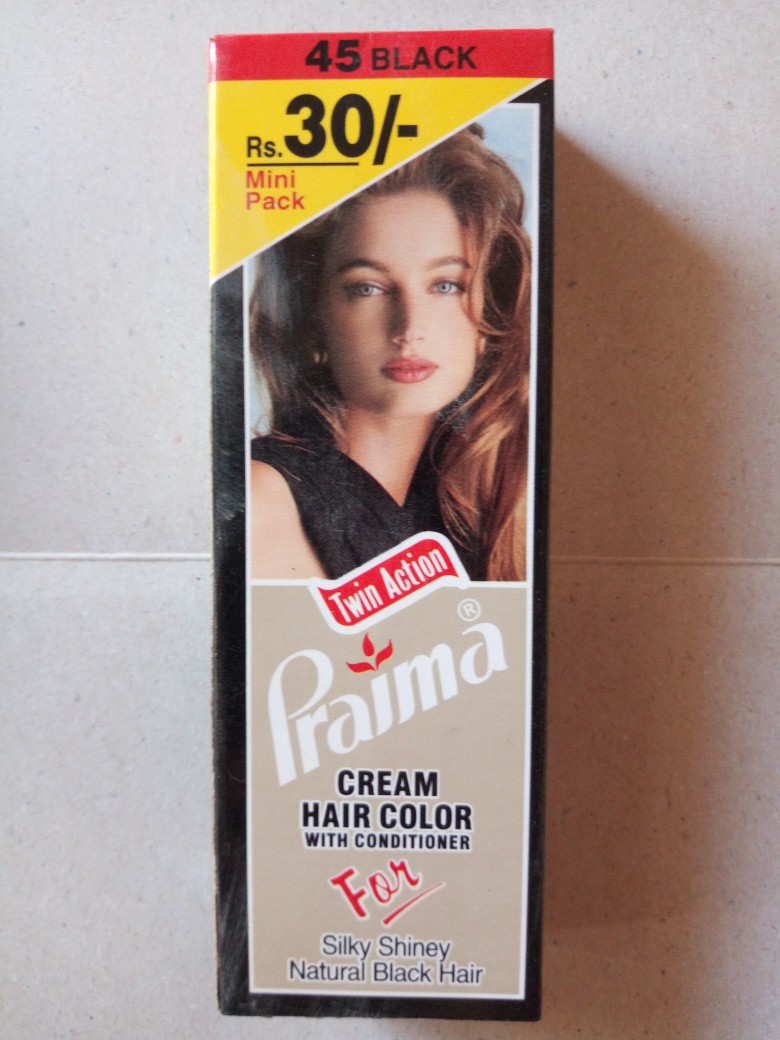 45 BLACK
Rs.30/-
Mini
Pack
Twin Action
Praima®
CREAM
HAIR COLOR
WITH CONDITIONER
For
Silky Shiney
Natural Black Hair